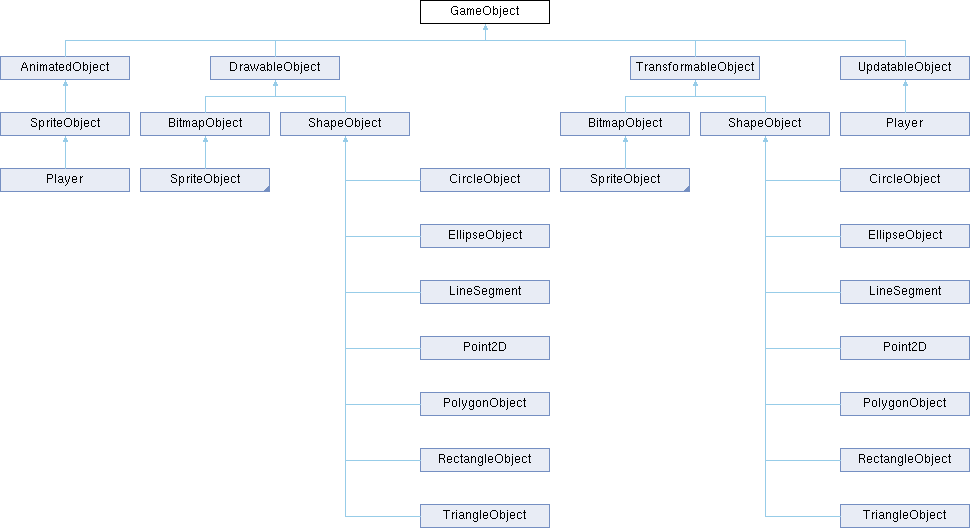 GameObject
AnimatedObject
DrawableObject
TransformableObject
UpdatableObject
SpriteObject
BitmapObject
ShapeObject
BitmapObject
ShapeObject
Player
Player
SpriteObject
CircleObject
SpriteObject
CircleObject
EllipseObject
EllipseObject
LineSegment
LineSegment
Point2D
Point2D
PolygonObject
PolygonObject
RectangleObject
RectangleObject
TriangleObject
TriangleObject